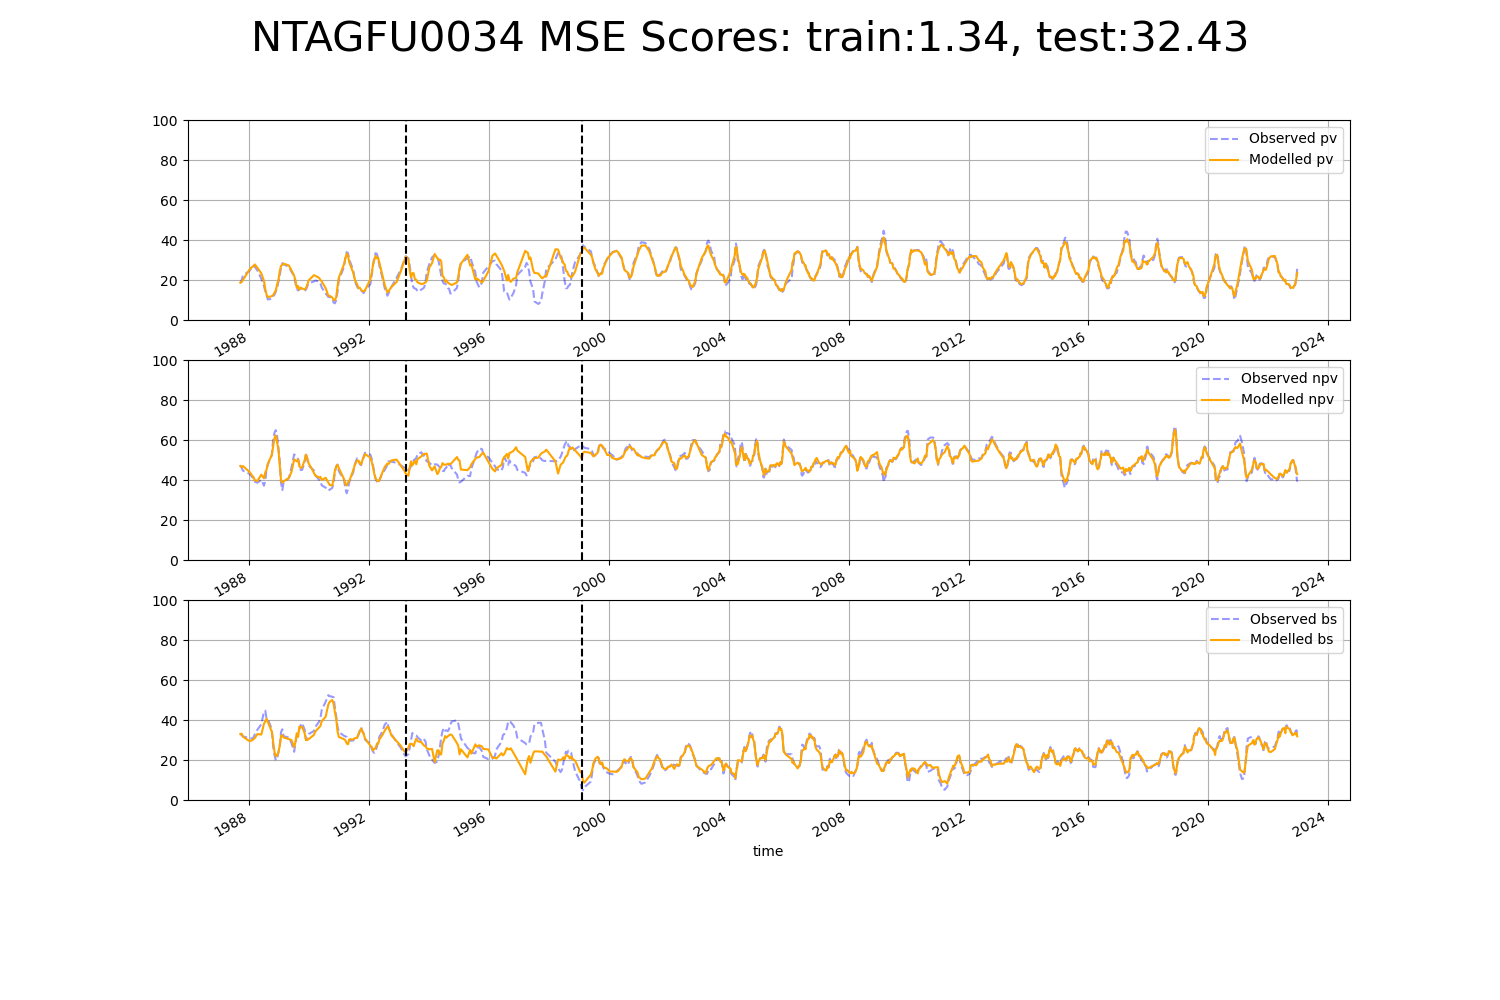 NTAGFU0034 MSE Scores: train:1.34, test:32.43
100
80
60
40
20
0
Observed pv
Modelled pv
1988 1992 1996 2000 2004 2008 2012 2016 2020 2024
100
80
60
40
20
0
Observed npv
Modelled npv
1988 1992 1996 2000 2004 2008 2012 2016 2020 2024
100
80
60
40
20
0
Observed bs
Modelled bs
1988 1992 1996 2000 2004 2008 2012 2016 2020 2024
time